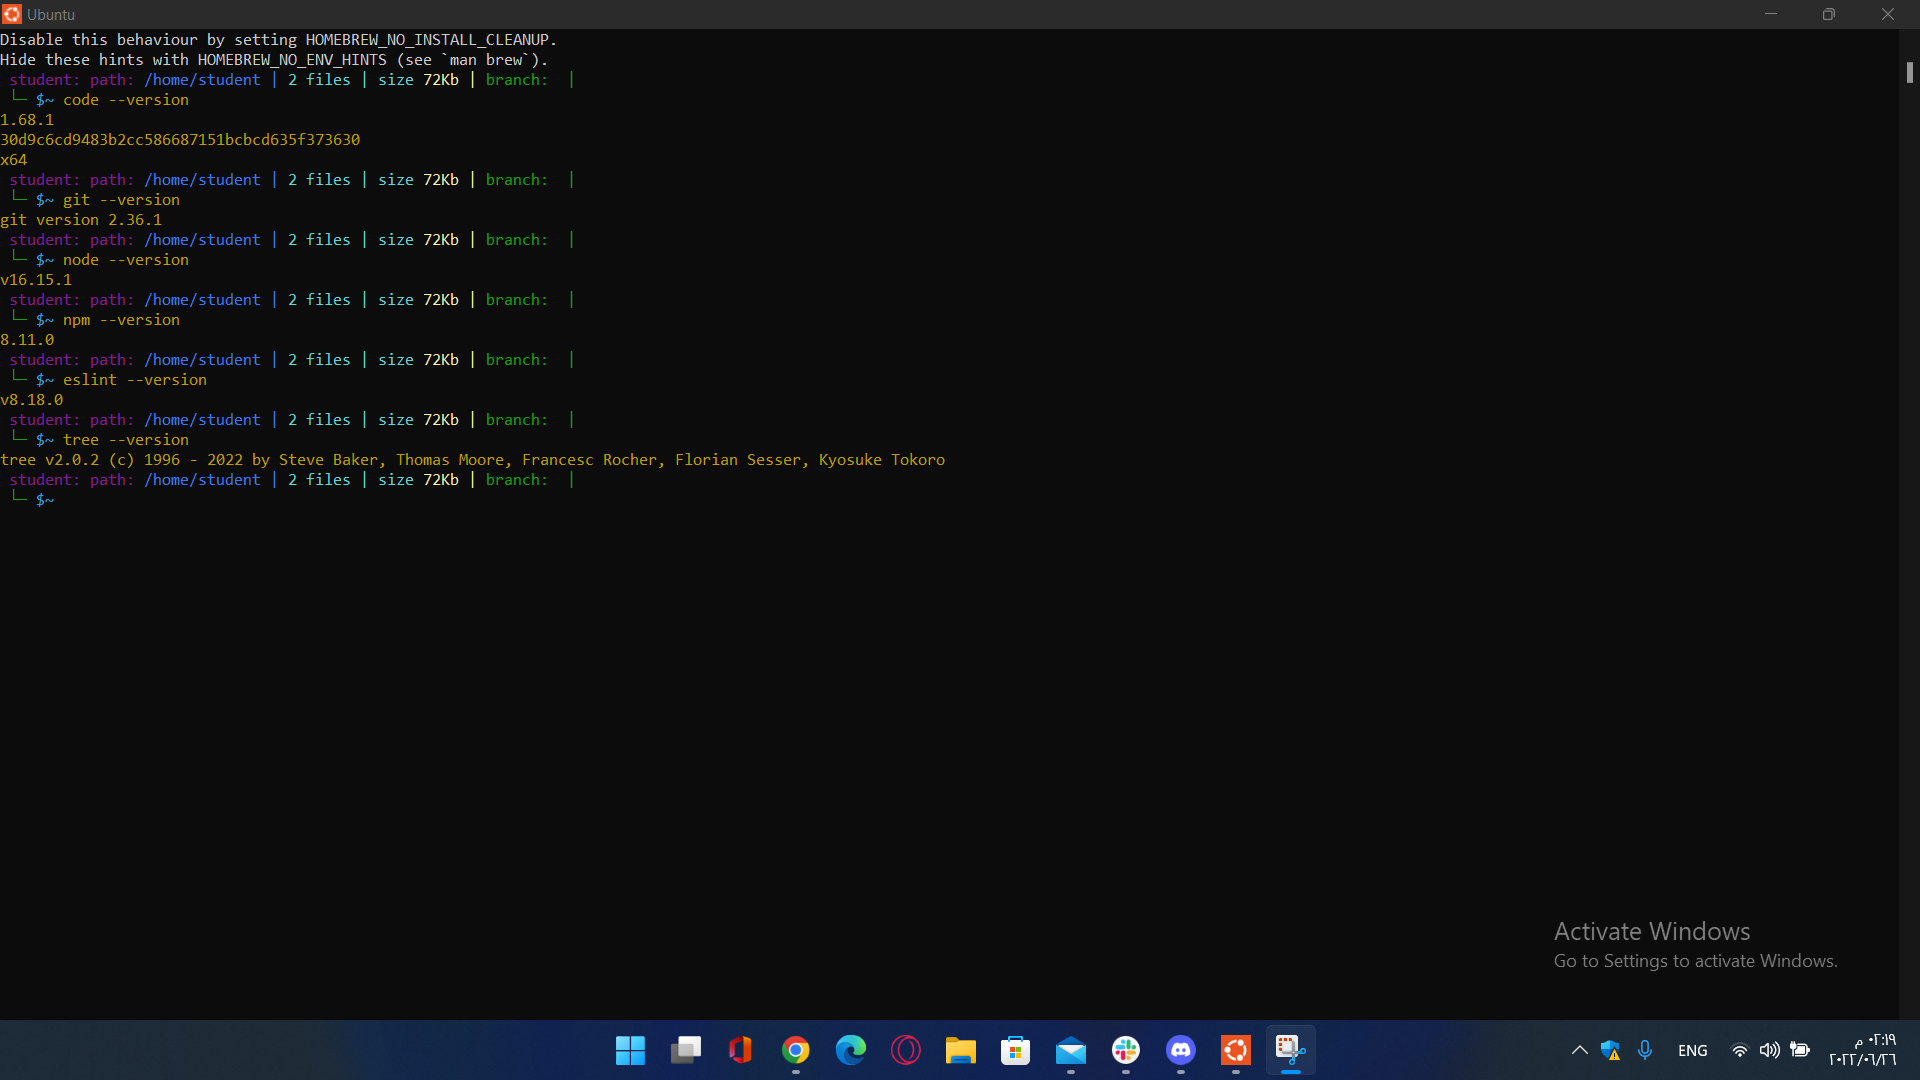 Ubuntu
Disable this behaviour by setting HOMEBREW_NO_INSTALL_CLEANUP.
Hide these hints with HOMEBREW_NO_ENV_HINTS (see `man brew`).
student: path: /home/student | 2 files | size 72Kb | branch:  |
└─ $~ code --version
1.68.1
30d9c6cd9483b2cc586687151bcbcd635f373630
x64
student: path: /home/student | 2 files | size 72Kb | branch:  |
└─ $~ git --version
git version 2.36.1
student: path: /home/student | 2 files | size 72Kb | branch:  |
└─ $~ node --version
v16.15.1
student: path: /home/student | 2 files | size 72Kb | branch:  |
└─ $~ npm --version
8.11.0
student: path: /home/student | 2 files | size 72Kb | branch:  |
└─ $~ eslint --version
v8.18.0
student: path: /home/student | 2 files | size 72Kb | branch:  |
└─ $~ tree --version
tree v2.0.2 (c) 1996 - 2022 by Steve Baker, Thomas Moore, Francesc Rocher, Florian Sesser, Kyosuke Tokoro
student: path: /home/student | 2 files | size 72Kb | branch:  |
└─ $~
Activate Windows
Go to Settings to activate Windows.
ENG
٠٢:١٩ م
٢٠٢٢/٠٦/٢٦